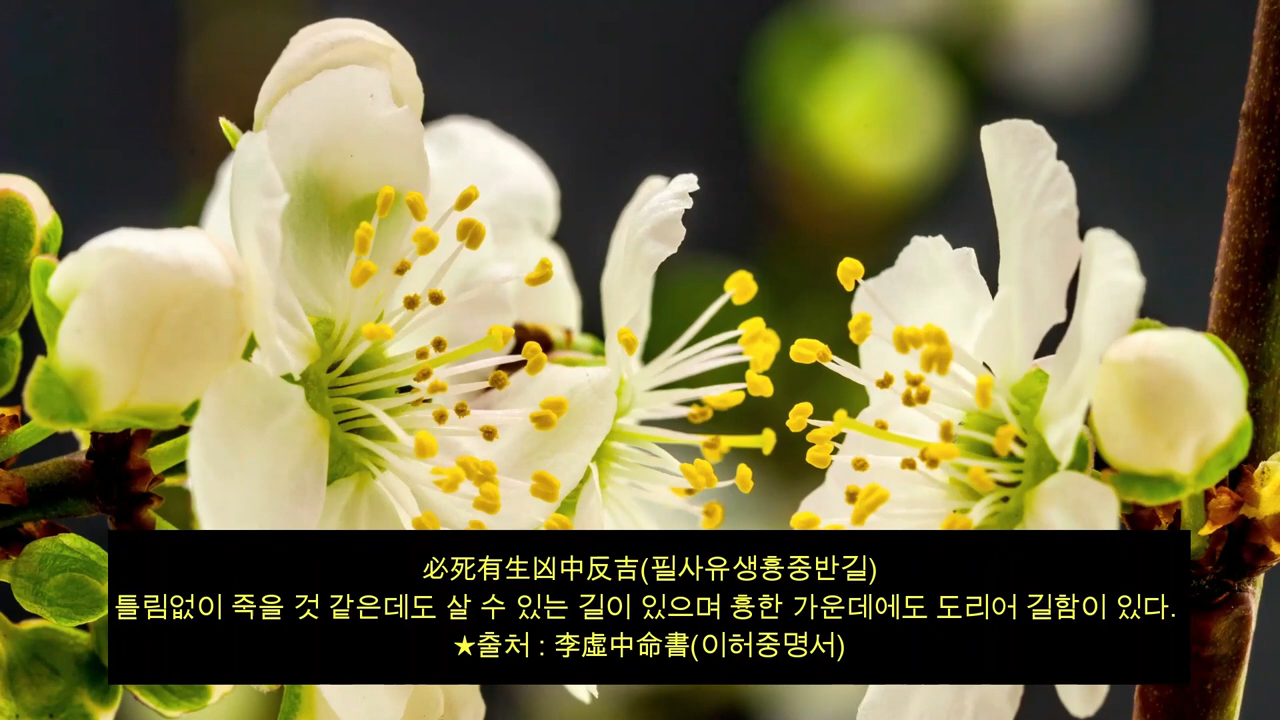 必死有生凶中反吉(필사유생흉중반길)
틀림없이 죽을 것 같은데도 살 수 있는 길이 있으며 흉한 가운데에도 도리어 길함이 있다.
★출처 : 李虛中命書(이허중명서)